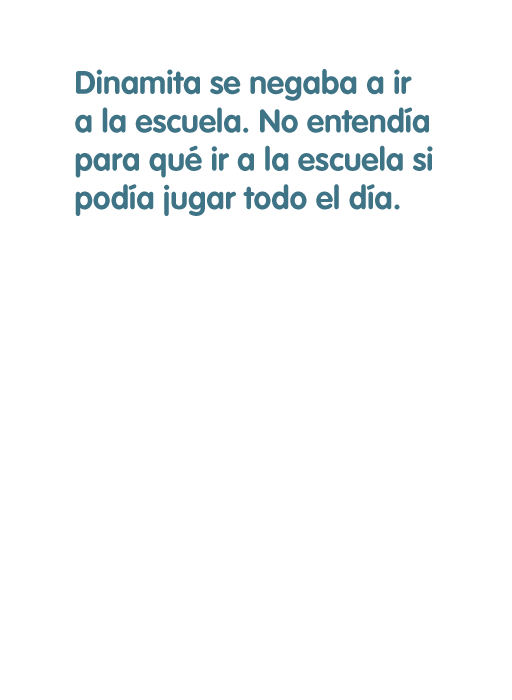 Dinamita se negaba a ir
a la escuela. No entendía
para qué ir a la escuela si
podía jugar todo el día.